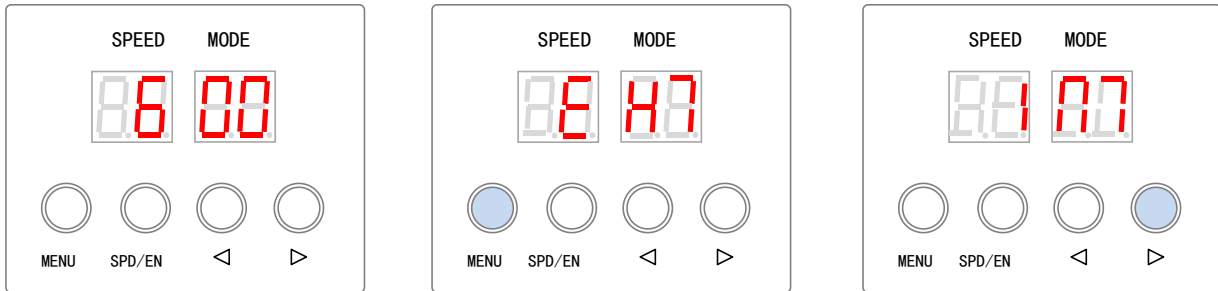 SPEED MODE
6 00
MENU SPD/EN ◁ ▷
SPEED MODE
E H7
MENU SPD/EN ◁ ▷
SPEED MODE
1
MENU SPD/EN ◁ ▷